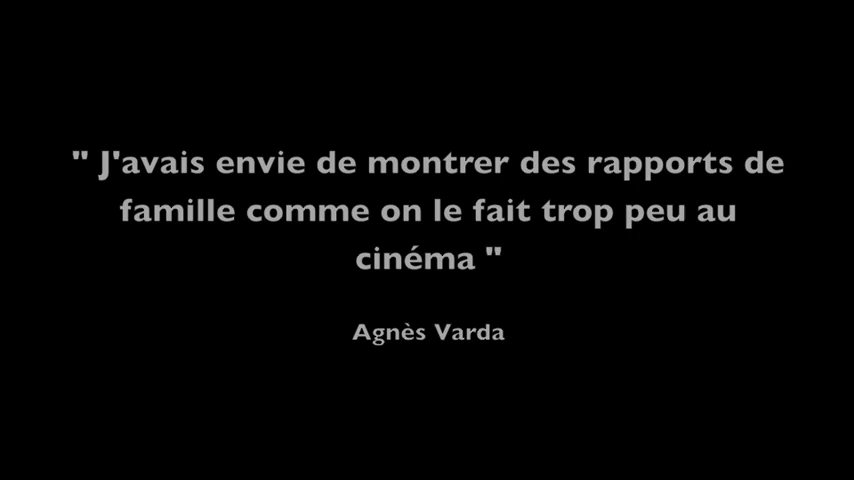 " J'avais envie de montrer des rapports de
famille comme on le fait trop peu au
cinéma "
Agnès Varda